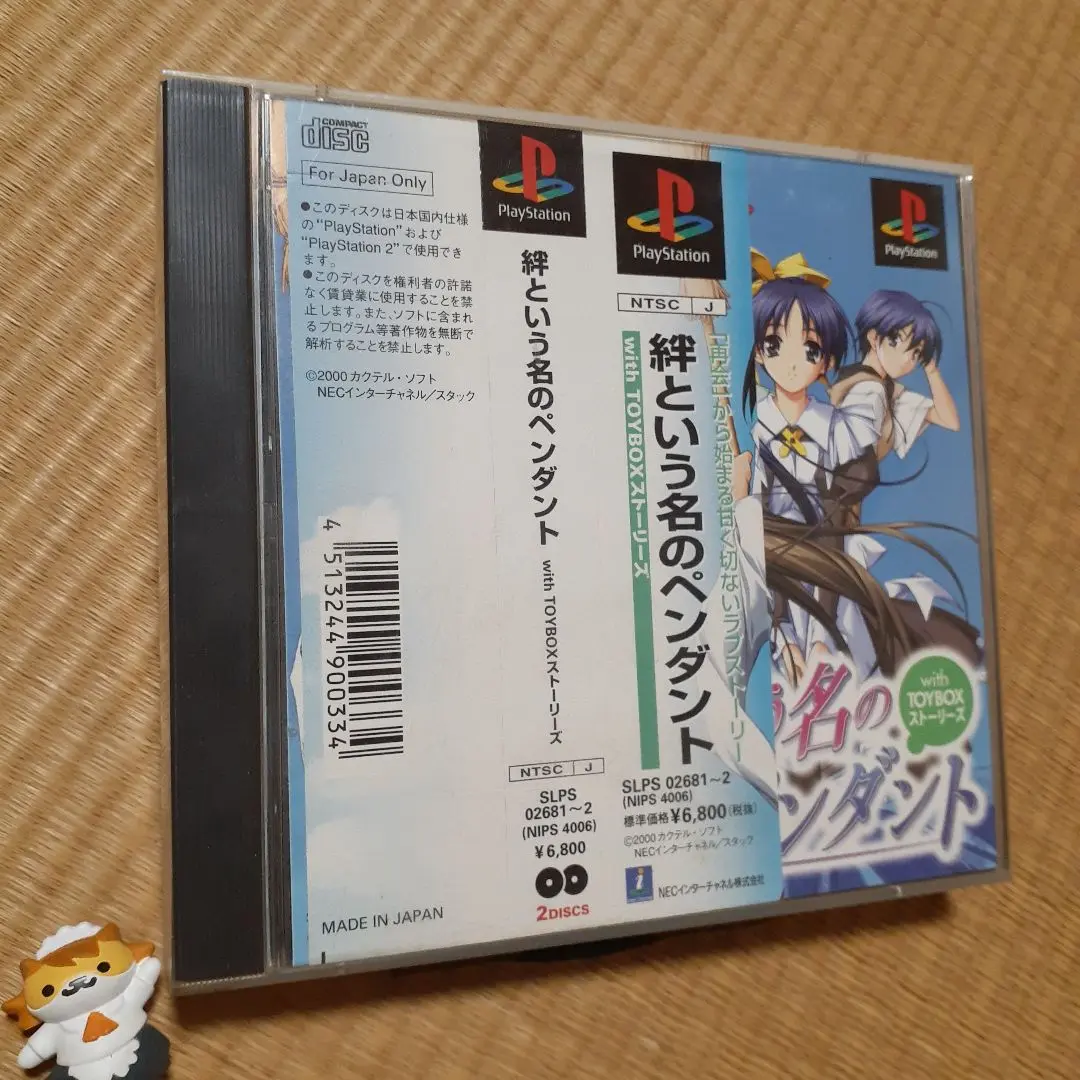 COMPACT
disc
For Japan Only
●このディスクは日本国内仕様
の“PlayStation”および
“PlayStation 2”で使用でき
ます。
●このディスクを権利者の許諾
なく賃貸業に使用することを禁
止します。また、ソフトに含まれ
るプログラム等著作物を無断で
解析することを禁止します。
©2000 カクテル・ソフト
NECインターチャネル／スタック
4 513244 900334
MADE IN JAPAN
PlayStation
絆という名のペンダント
with TOYBOXストーリーズ
NTSC J
SLPS
02681～2
(NIPS 4006)
¥6,800
2DISCS
PlayStation
NTSC J
「再会」から始まる甘く切ないラブストーリー
絆という名のペンダント
with TOYBOXストーリーズ
SLPS 02681～2
(NIPS 4006)
標準価格¥6,800(税抜)
©2000 カクテル・ソフト
NECインターチャネル／スタック
NECインターチャネル株式会社
PlayStation
with
TOYBOX
ストーリーズ
う名の
ンダント